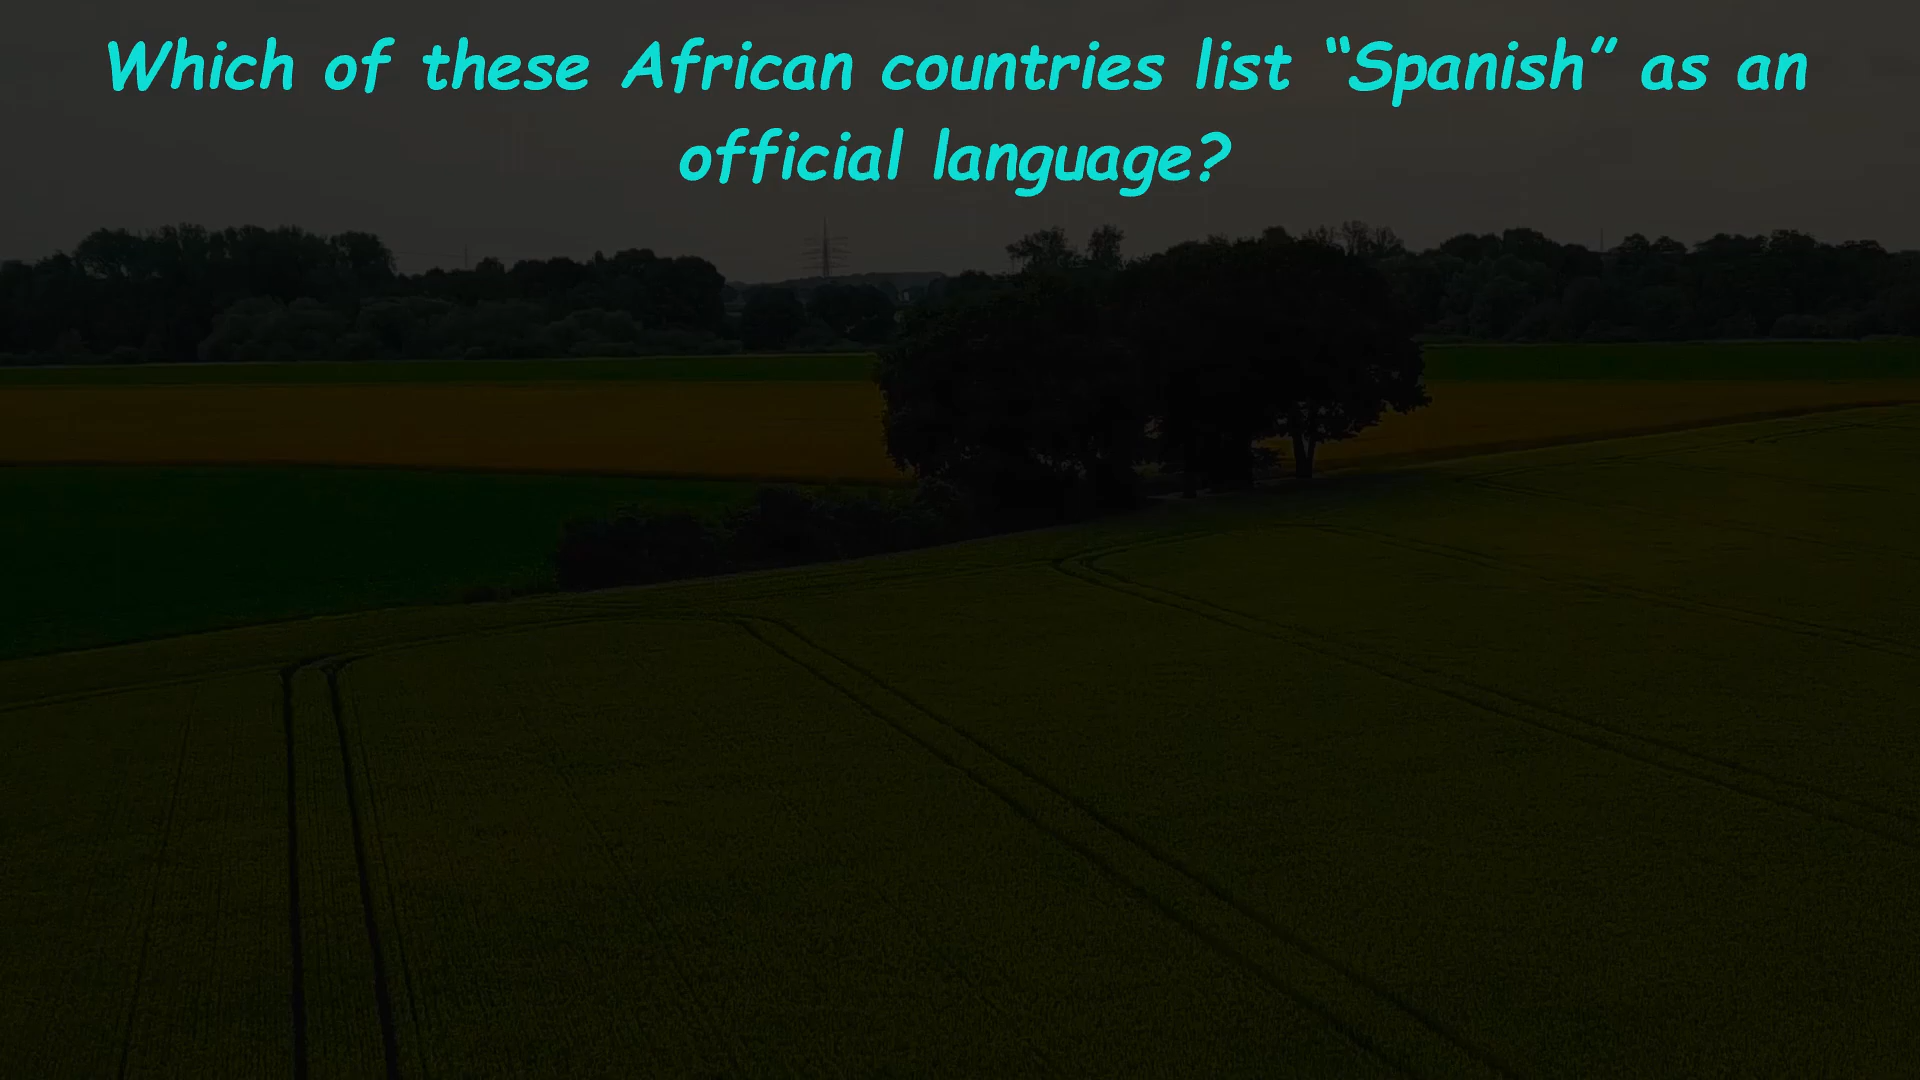 Which of these African countries list “Spanish” as an
official language?